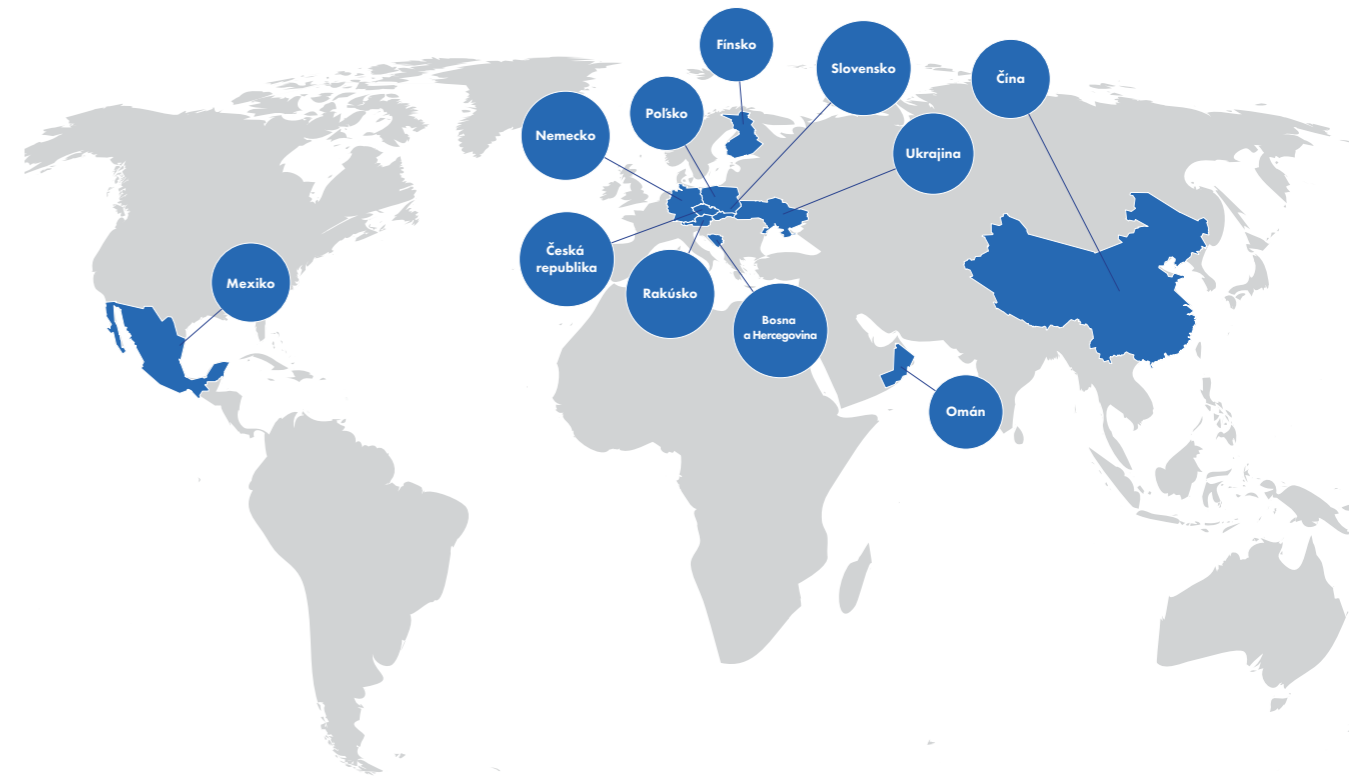 Fínsko
Slovensko
Čína
Poľsko
Nemecko
Ukrajina
Česká
republika
Mexiko
Rakúsko
Bosna
a Hercegovina
Omán